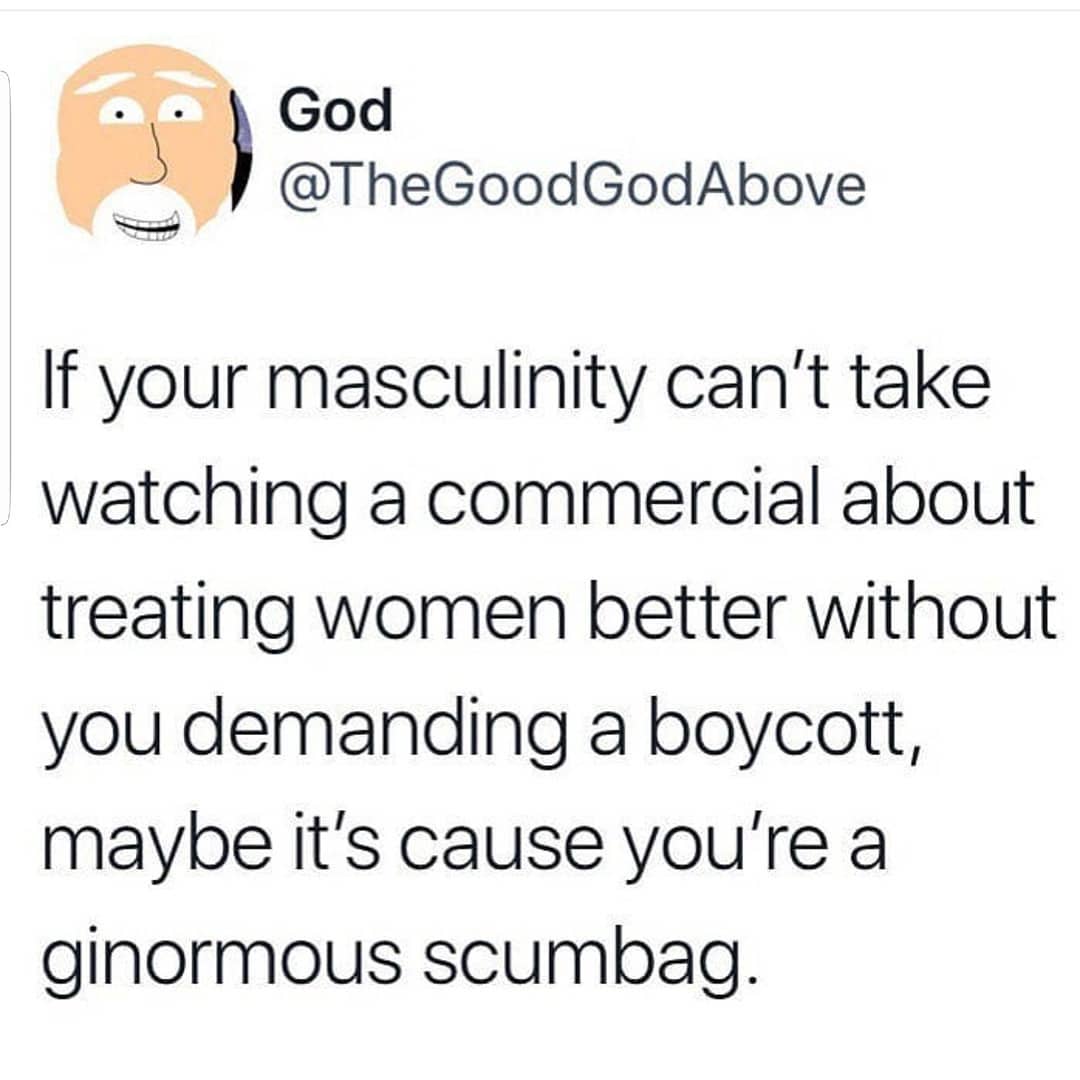 God
@TheGoodGodAbove
If your masculinity can't take
watching a commercial about
treating women better without
you demanding a boycott,
maybe it's cause you're a
ginormous scumbag.